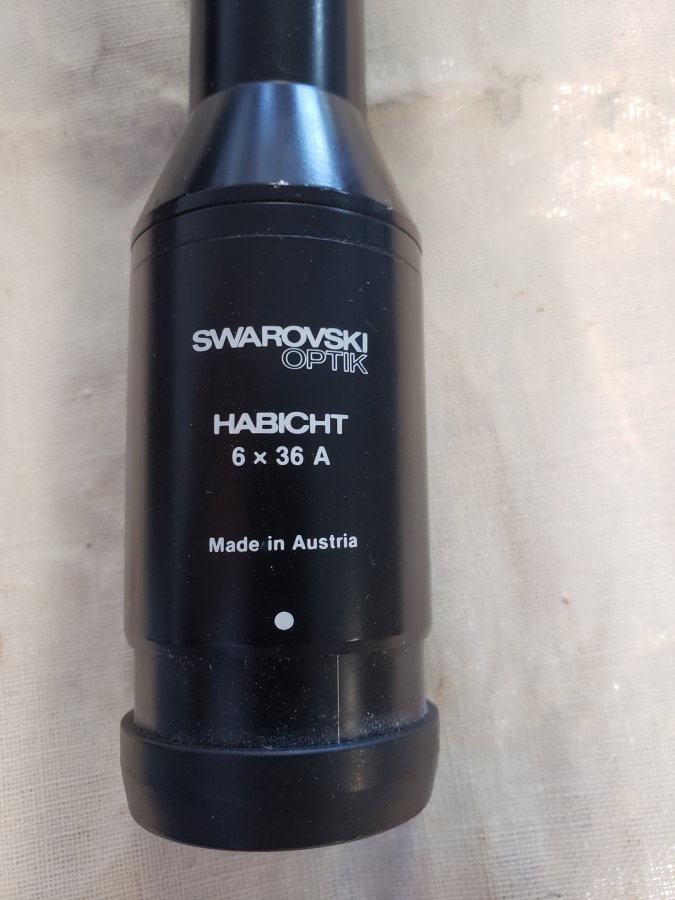 SWAROVSKI
OPTIK
HABICHT
6 × 36 A
Made in Austria